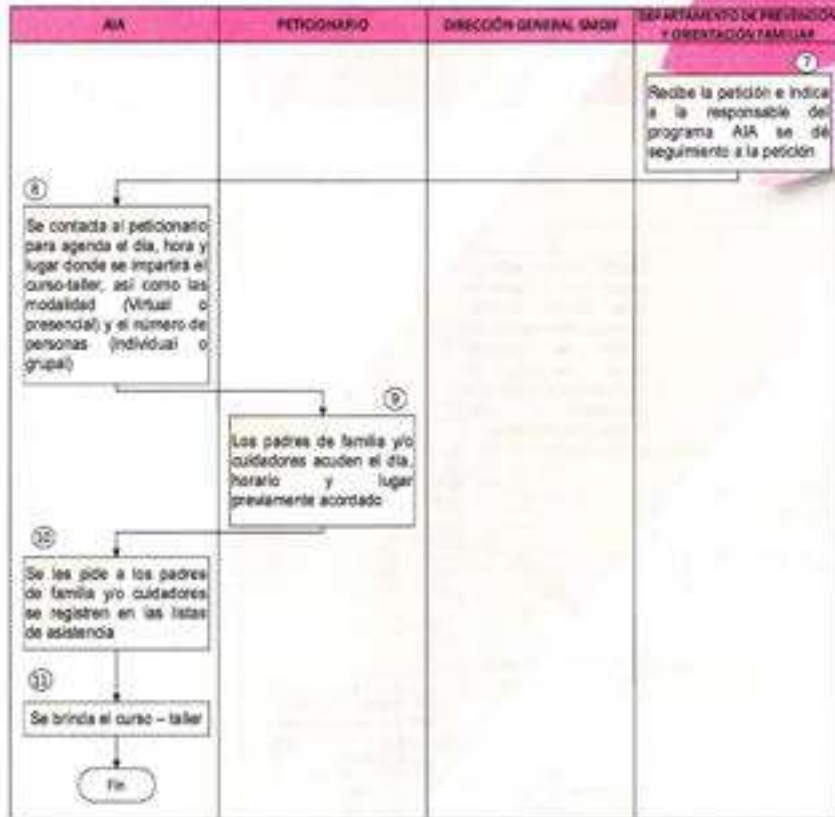 AIA
PETICIONARIO
DIRECCIÓN GENERAL SMDIF
DEPARTAMENTO DE PREVENCIÓN
Y ORIENTACIÓN FAMILIAR
7
Recibe la petición e indica
a la responsable del
programa AIA se dé
seguimiento a la petición
8
Se contacta al peticionario
para agenda el día, hora y
lugar donde se impartirá el
curso-taller, así como las
modalidad (Virtual o
presencial) y el número de
personas (individual o
grupal)
9
Los padres de familia y/o
cuidadores acuden el día,
horario y lugar
previamente acordado
10
Se les pide a los padres
de familia y/o cuidadores
se registren en las listas
de asistencia
11
Se brinda el curso – taller
Fin